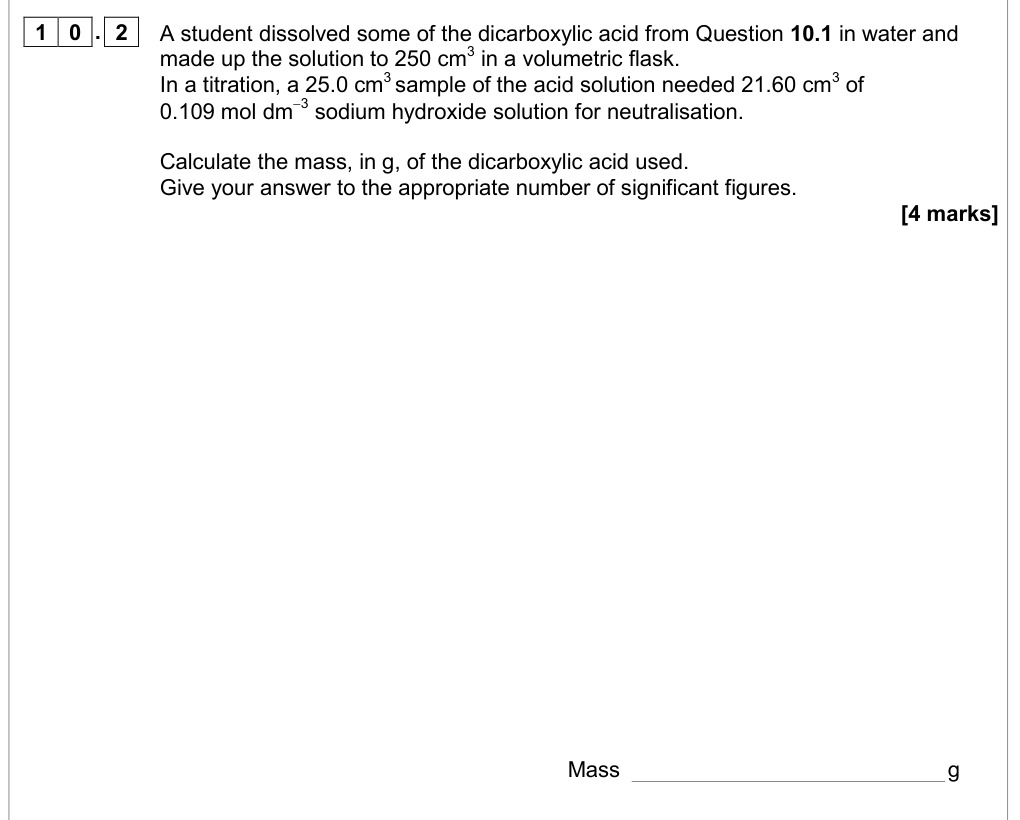 10.2 A student dissolved some of the dicarboxylic acid from Question 10.1 in water and
made up the solution to 250 cm³ in a volumetric flask.
In a titration, a 25.0 cm³ sample of the acid solution needed 21.60 cm³ of
0.109 mol dm⁻³ sodium hydroxide solution for neutralisation.
Calculate the mass, in g, of the dicarboxylic acid used.
Give your answer to the appropriate number of significant figures.
[4 marks]
Mass g